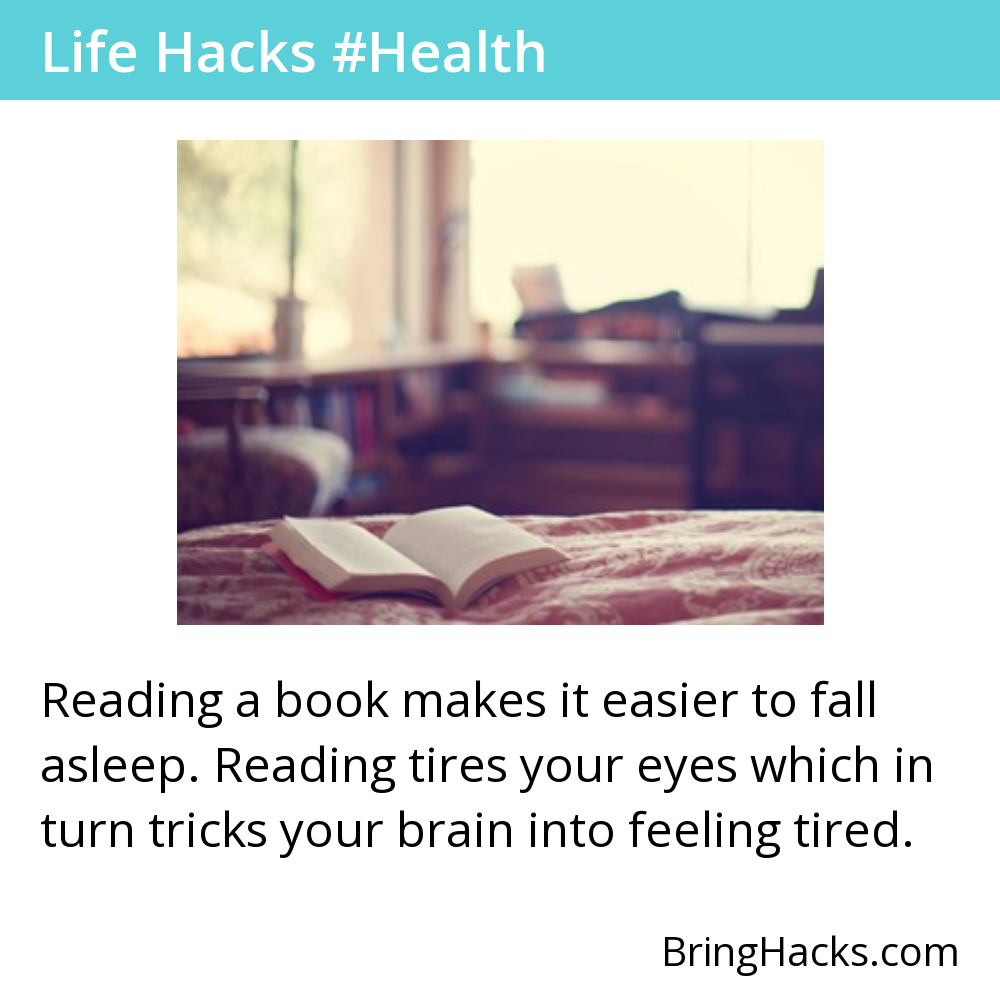 Life Hacks #Health
Reading a book makes it easier to fall
asleep. Reading tires your eyes which in
turn tricks your brain into feeling tired.
BringHacks.com